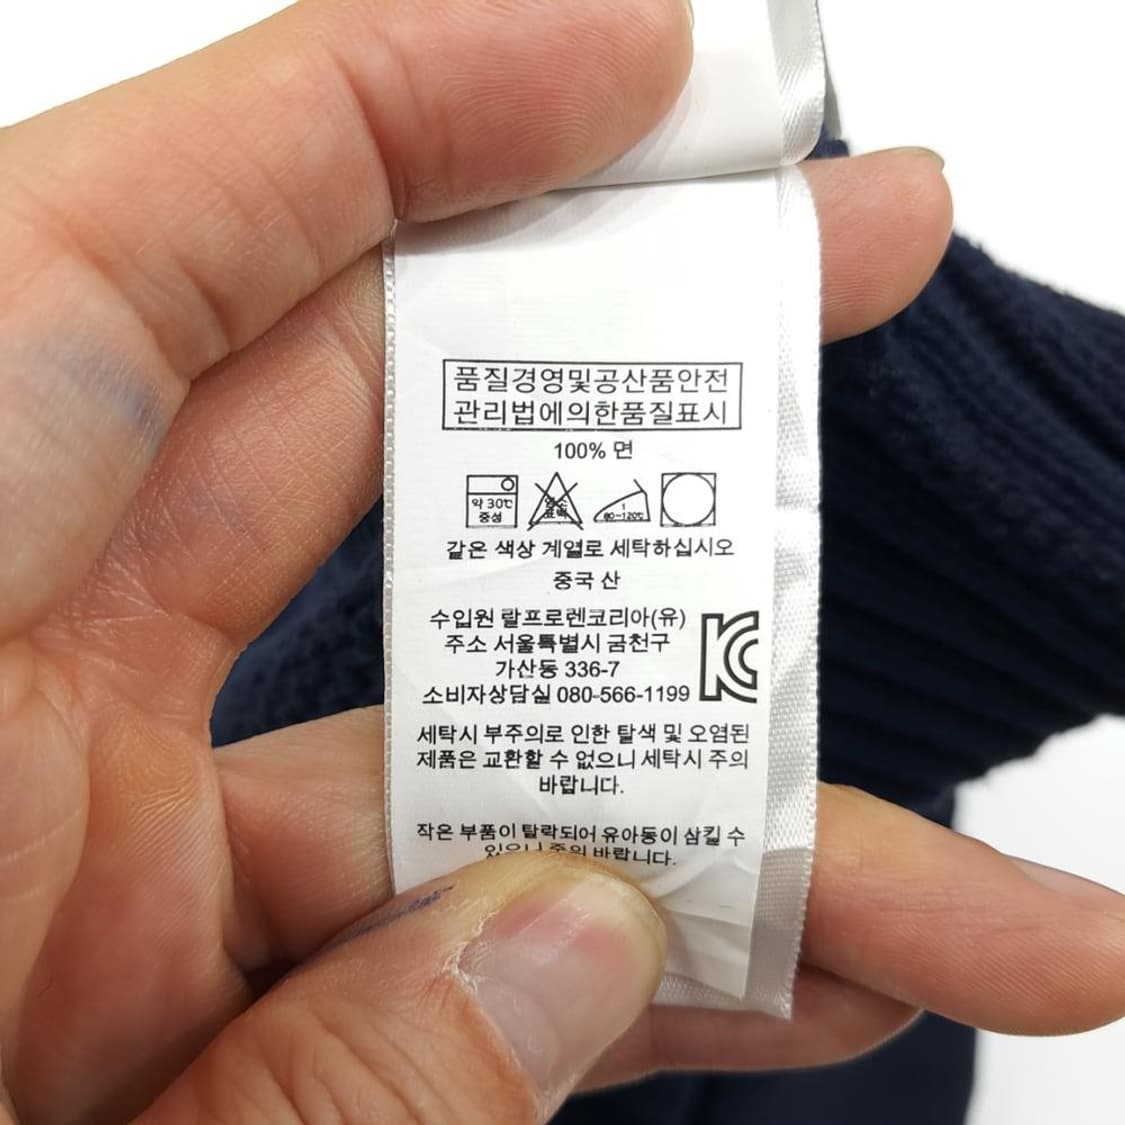 품질경영및공산품안전
관리법에의한품질표시
100% 면
약 30℃
중성
80~120℃
같은 색상 계열로 세탁하십시오
중국 산
수입원 랄프로렌코리아(유)
주소 서울특별시 금천구
가산동 336-7
소비자상담실 080-566-1199
세탁시 부주의로 인한 탈색 및 오염된
제품은 교환할 수 없으니 세탁시 주의
바랍니다.
작은 부품이 탈락되어 유아동이 삼킬 수
있으니 주의 바랍니다.